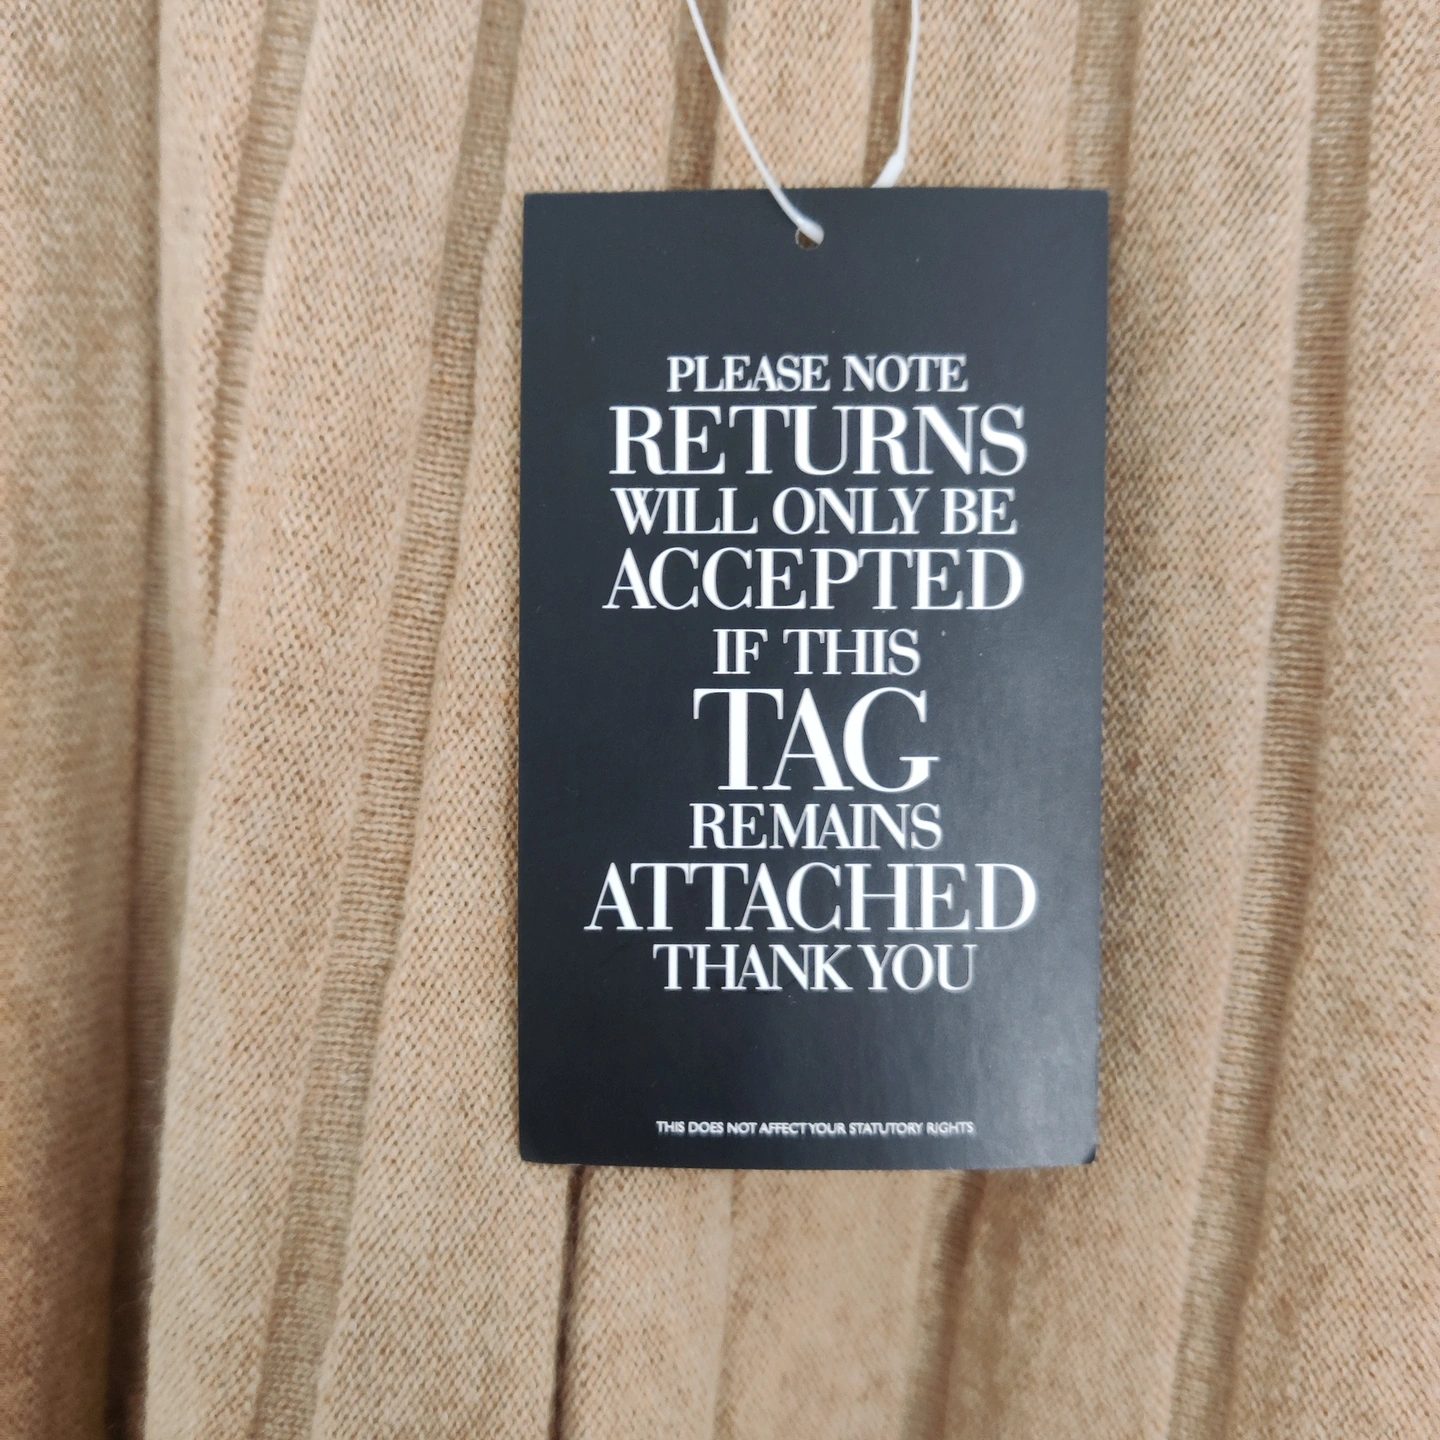 PLEASE NOTE
RETURNS
WILL ONLY BE
ACCEPTED
IF THIS
TAG
REMAINS
ATTACHED
THANK YOU
THIS DOES NOT AFFECT YOUR STATUTORY RIGHTS